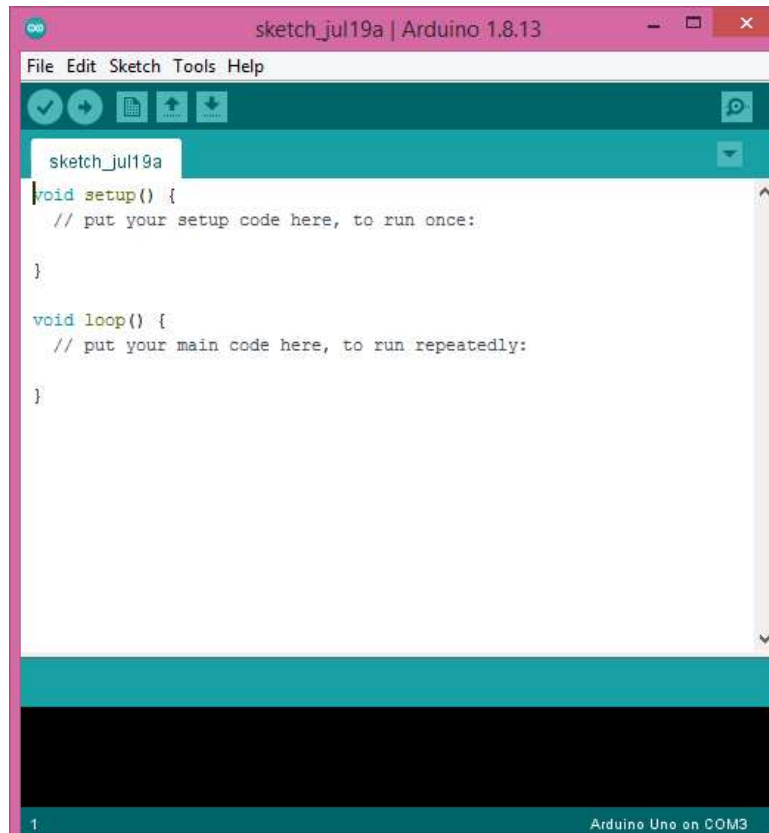 sketch_jul19a | Arduino 1.8.13
File Edit Sketch Tools Help
sketch_jul19a
void setup() {
  // put your setup code here, to run once:
}
void loop() {
  // put your main code here, to run repeatedly:
}
1 Arduino Uno on COM3